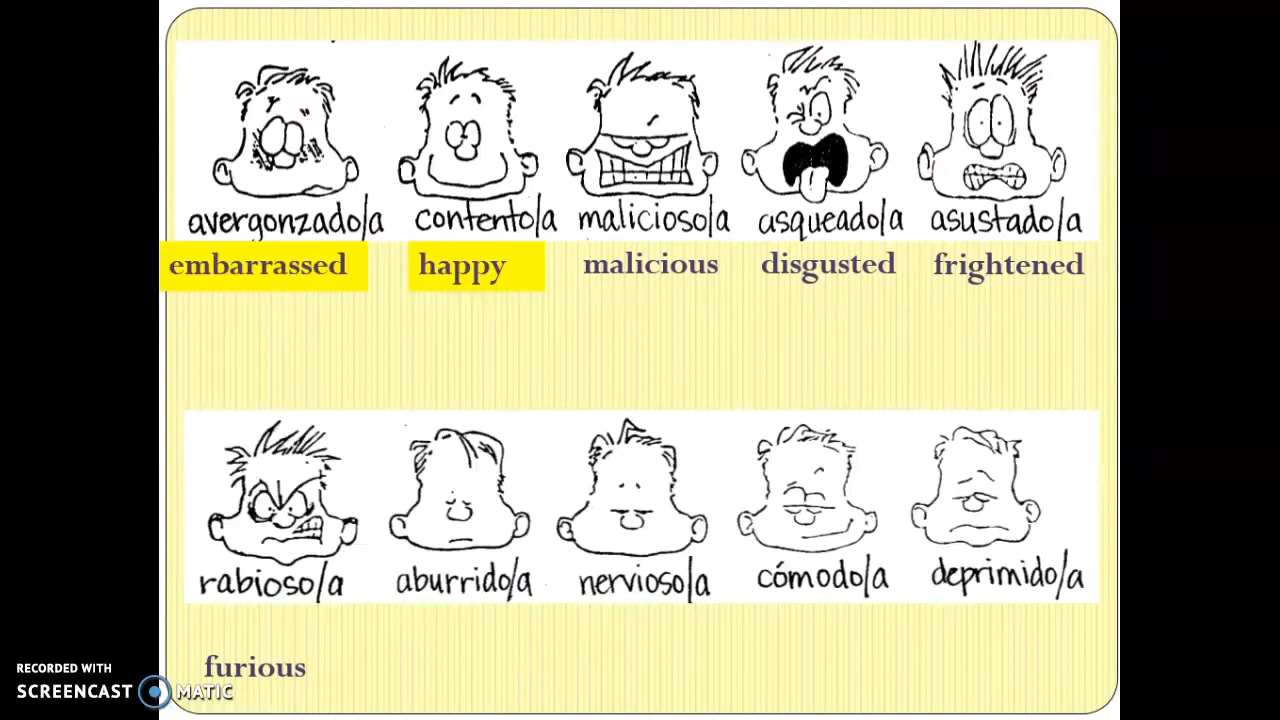 avergonzado/a contento/a malicioso/a asqueado/a asustado/a
embarrassed happy malicious disgusted frightened
rabioso/a aburrido/a nervioso/a cómodo/a deprimido/a
furious
RECORDED WITH
SCREENCAST MATIC